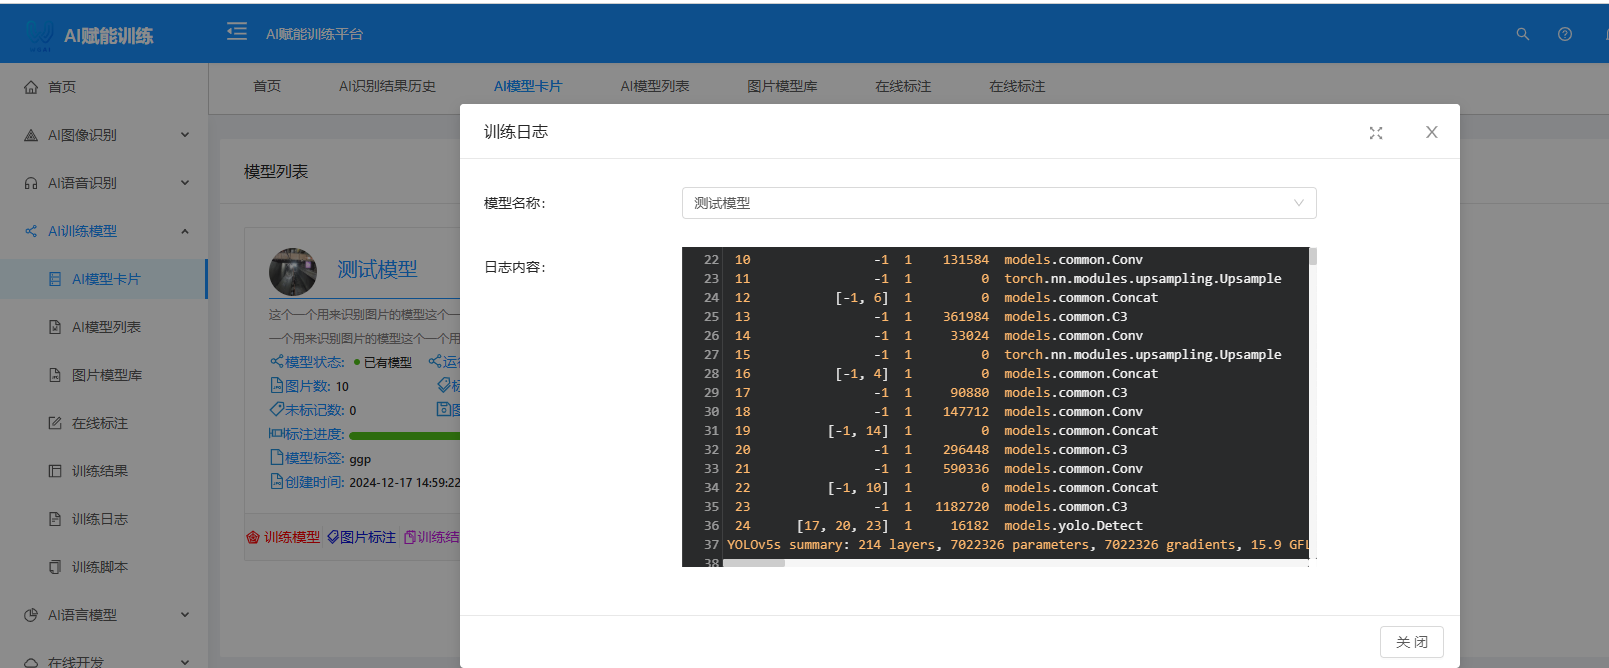 AI赋能训练
AI赋能训练平台
首页
AI图像识别
AI语音识别
AI训练模型
AI模型卡片
AI模型列表
图片模型库
在线标注
训练结果
训练日志
训练脚本
AI语言模型
在线开发
首页 AI识别结果历史 AI模型卡片 AI模型列表 图片模型库 在线标注 在线标注
模型列表
测试模型
这个一个用来识别图片的模型这个一
一个用来识别图片的模型这个一个用
模型状态: 已有模型 运
图片数: 10
未标记数: 0
标注进度:
模型标签: ggp
创建时间: 2024-12-17 14:59:22
训练模型 图片标注 训练结
训练日志
模型名称: 测试模型
日志内容:
22 10 -1 1 131584 models.common.Conv
23 11 -1 1 0 torch.nn.modules.upsampling.Upsample
24 12 [-1, 6] 1 0 models.common.Concat
25 13 -1 1 361984 models.common.C3
26 14 -1 1 33024 models.common.Conv
27 15 -1 1 0 torch.nn.modules.upsampling.Upsample
28 16 [-1, 4] 1 0 models.common.Concat
29 17 -1 1 90880 models.common.C3
30 18 -1 1 147712 models.common.Conv
31 19 [-1, 14] 1 0 models.common.Concat
32 20 -1 1 296448 models.common.C3
33 21 -1 1 590336 models.common.Conv
34 22 [-1, 10] 1 0 models.common.Concat
35 23 -1 1 1182720 models.common.C3
36 24 [17, 20, 23] 1 16182 models.yolo.Detect
37 YOLOv5s summary: 214 layers, 7022326 parameters, 7022326 gradients, 15.9 GFL
38
关 闭